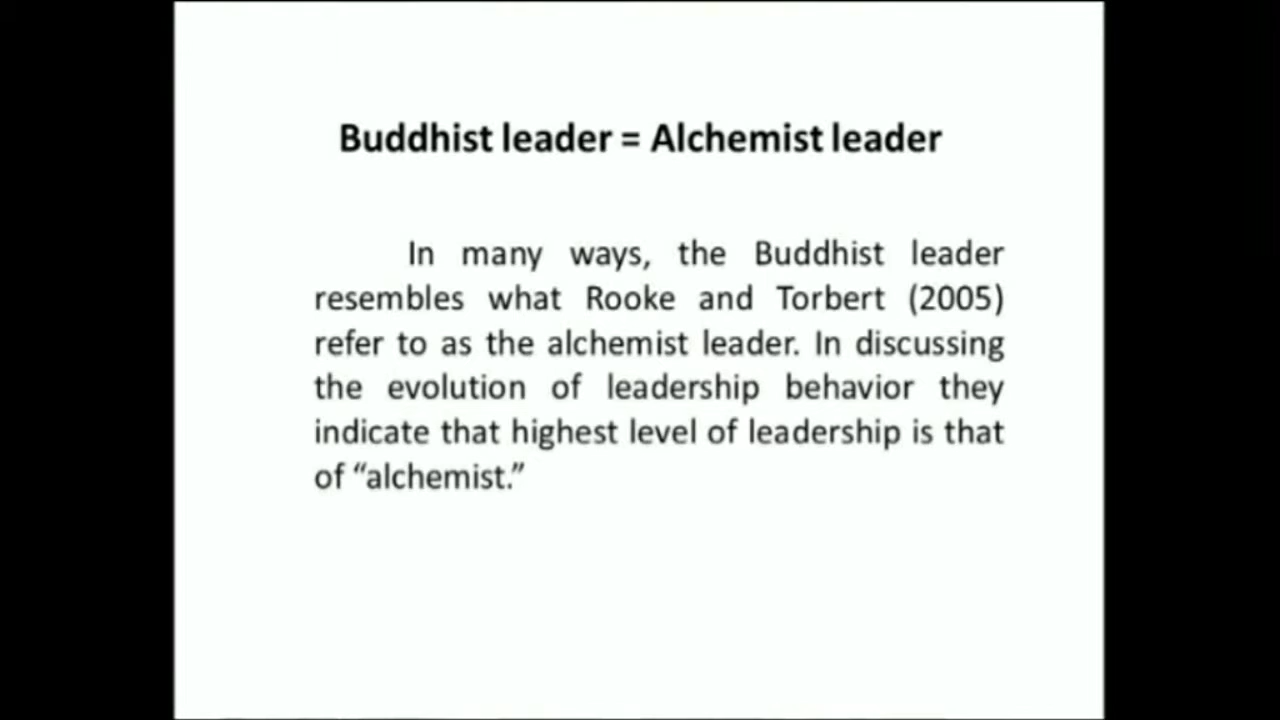 Buddhist leader = Alchemist leader
In many ways, the Buddhist leader
resembles what Rooke and Torbert (2005)
refer to as the alchemist leader. In discussing
the evolution of leadership behavior they
indicate that highest level of leadership is that
of “alchemist.”